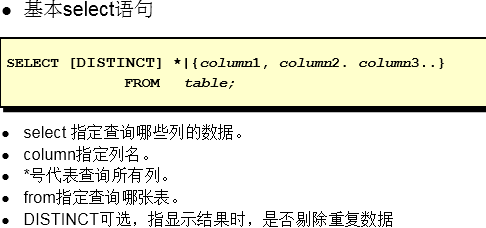 ● 基本select语句
SELECT [DISTINCT] *|{column1, column2. column3..}
FROM table;
● select 指定查询哪些列的数据。
● column指定列名。
● *号代表查询所有列。
● from指定查询哪张表。
● DISTINCT可选，指显示结果时，是否剔除重复数据